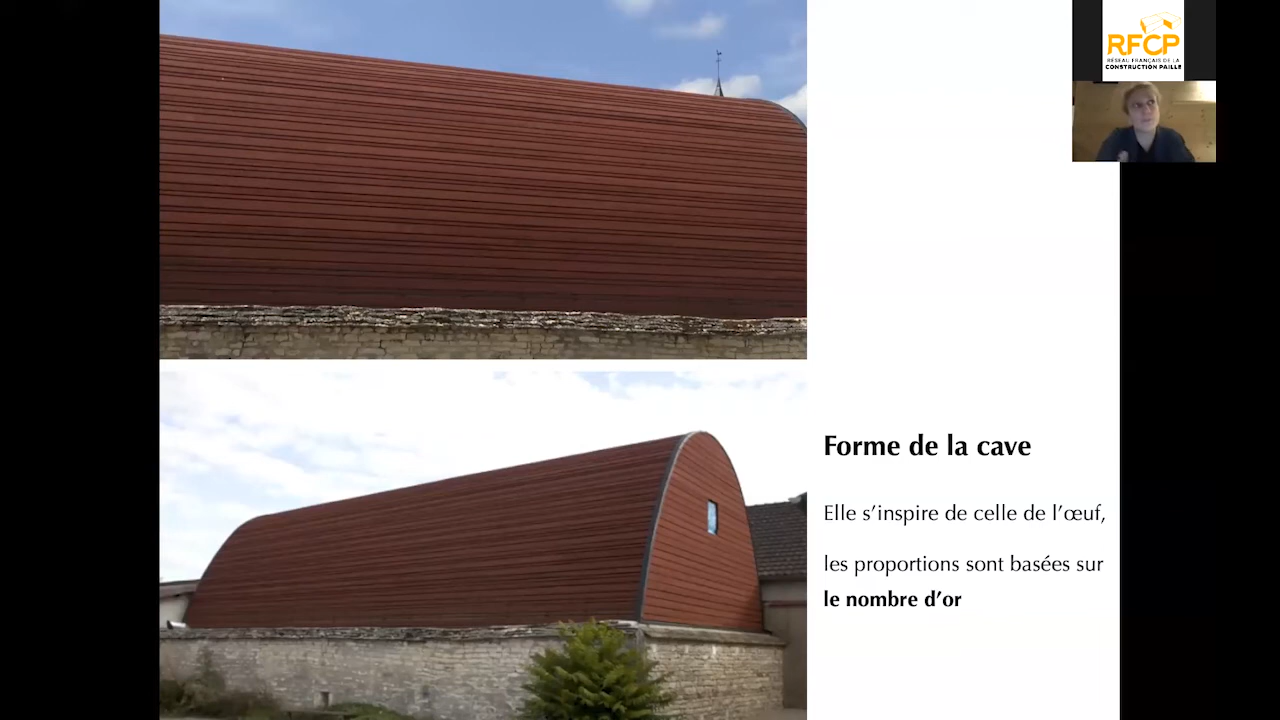 RFCP
RÉSEAU FRANÇAIS DE LA
CONSTRUCTION PAILLE
Forme de la cave
Elle s’inspire de celle de l’œuf,
les proportions sont basées sur
le nombre d’or